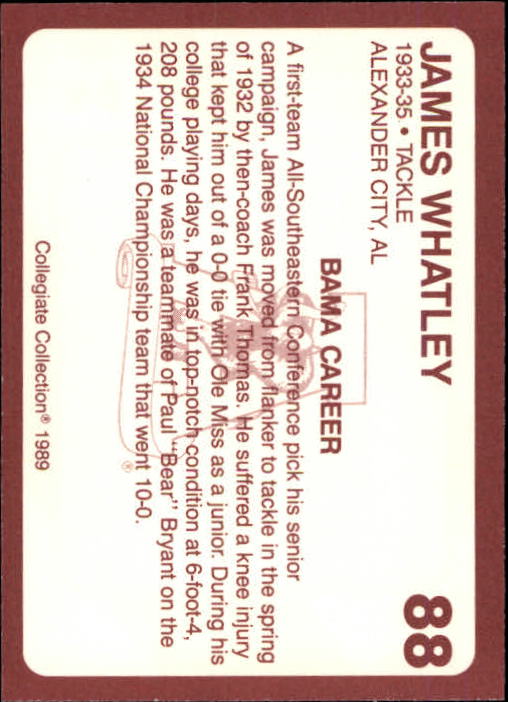 JAMES WHATLEY 88
1933-35 • TACKLE
ALEXANDER CITY, AL
BAMA CAREER
A first-team All-Southeastern Conference pick his senior
campaign, James was moved from flanker to tackle in the spring
of 1932 by then-coach Frank Thomas. He suffered a knee injury
that kept him out of a 0-0 tie with Ole Miss as a junior. During his
college playing days, he was in top-notch condition at 6-foot-4,
208 pounds. He was a teammate of Paul "Bear" Bryant on the
1934 National Championship team that went 10-0.
®
Collegiate Collection® 1989